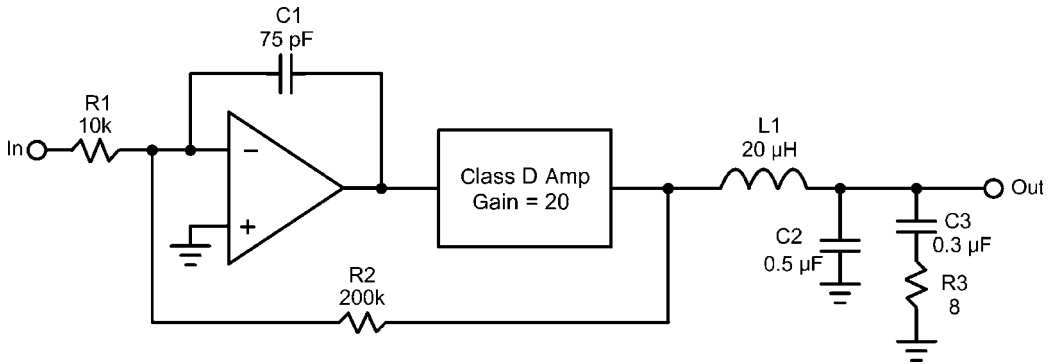 C1
75 pF
R1
10k
In
−
+
Class D Amp
Gain = 20
R2
200k
L1
20 µH
Out
C2
0.5 µF
C3
0.3 µF
R3
8